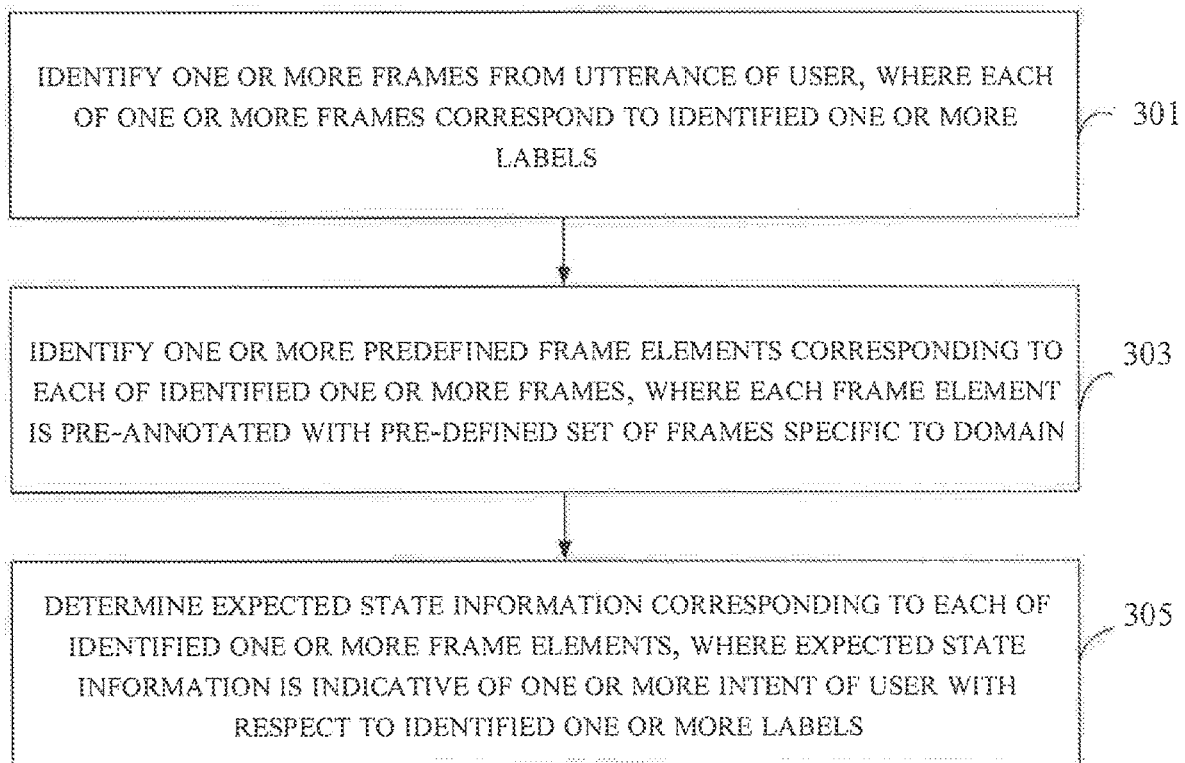 IDENTIFY ONE OR MORE FRAMES FROM UTTERANCE OF USER, WHERE EACH
OF ONE OR MORE FRAMES CORRESPOND TO IDENTIFIED ONE OR MORE
LABELS
301
IDENTIFY ONE OR MORE PREDEFINED FRAME ELEMENTS CORRESPONDING TO
EACH OF IDENTIFIED ONE OR MORE FRAMES, WHERE EACH FRAME ELEMENT
IS PRE-ANNOTATED WITH PRE-DEFINED SET OF FRAMES SPECIFIC TO DOMAIN
303
DETERMINE EXPECTED STATE INFORMATION CORRESPONDING TO EACH OF
IDENTIFIED ONE OR MORE FRAME ELEMENTS, WHERE EXPECTED STATE
INFORMATION IS INDICATIVE OF ONE OR MORE INTENT OF USER WITH
RESPECT TO IDENTIFIED ONE OR MORE LABELS
305